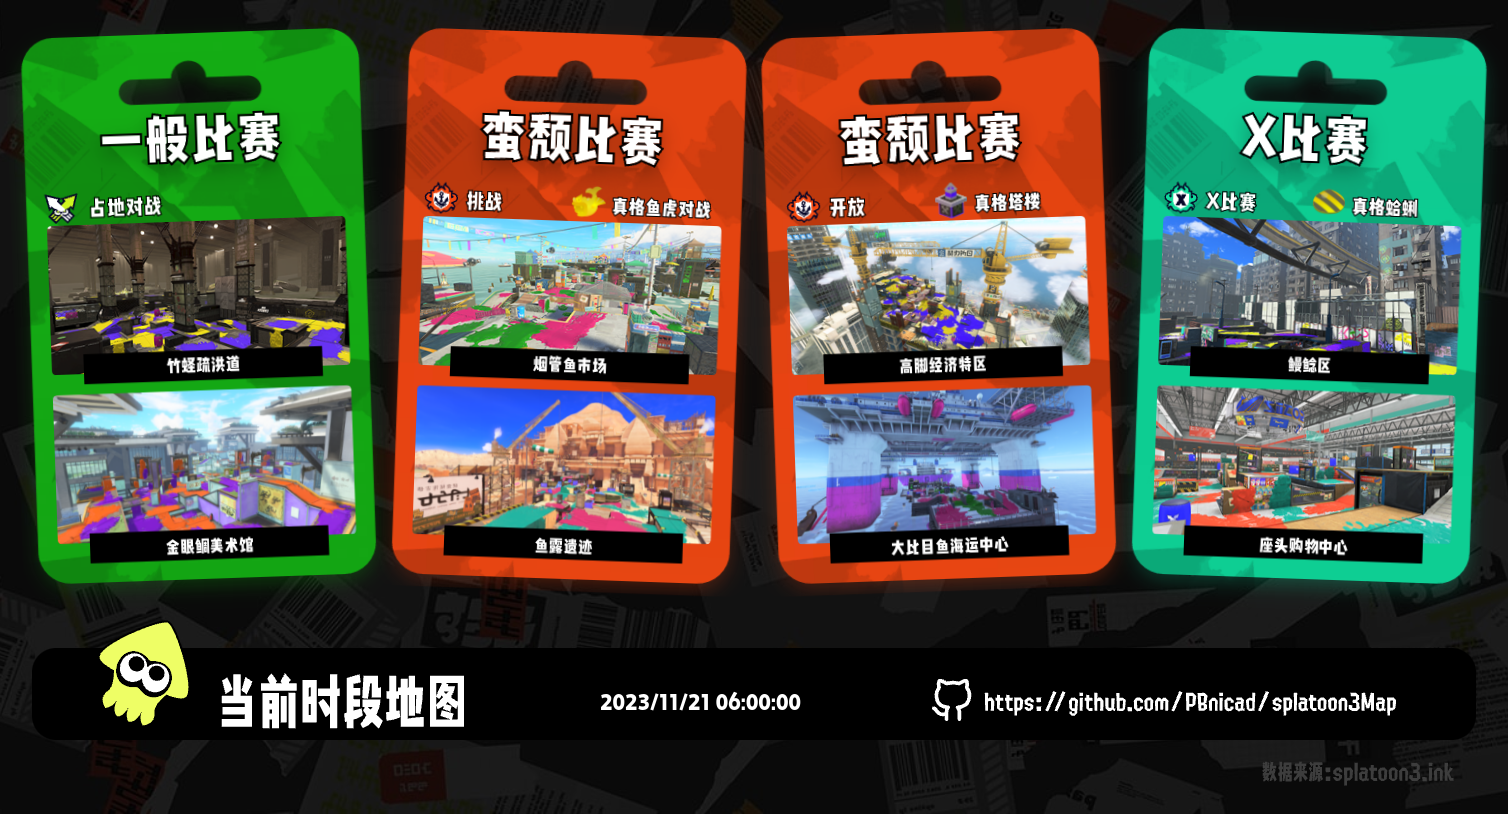 一般比赛
占地对战
竹蛏疏洪道
金眼鲷美术馆
蛮颓比赛
挑战
真格鱼虎对战
烟管鱼市场
鱼露遗迹
蛮颓比赛
开放
真格塔楼
高脚经济特区
大比目鱼海运中心
X比赛
X比赛
真格蛤蜊
鳗鲶区
座头购物中心
当前时段地图
2023/11/21 06:00:00
https://github.com/PBnicad/splatoon3Map
数据来源:splatoon3.ink